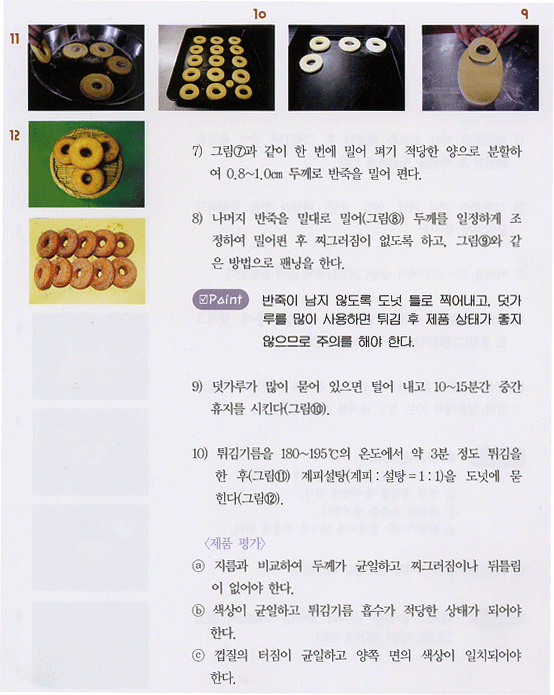 10
9
11
12
7) 그림⑦과 같이 한 번에 밀어 펴기 적당한 양으로 분할하
여 0.8~1.0cm 두께로 반죽을 밀어 편다.
8) 나머지 반죽을 밀대로 밀어(그림⑧) 두께를 일정하게 조
정하여 밀어편 후 찌그러짐이 없도록 하고, 그림⑨와 같
은 방법으로 팬닝을 한다.
☑Point 반죽이 남지 않도록 도넛 틀로 찍어내고, 덧가
루를 많이 사용하면 튀김 후 제품 상태가 좋지
않으므로 주의를 해야 한다.
9) 덧가루가 많이 묻어 있으면 털어 내고 10~15분간 중간
휴지를 시킨다(그림⑩).
10) 튀김기름을 180~195℃의 온도에서 약 3분 정도 튀김을
한 후(그림⑪) 계피설탕(계피 : 설탕 = 1 : 1)을 도넛에 묻
힌다(그림⑫).
〈제품 평가〉
ⓐ 지름과 비교하여 두께가 균일하고 찌그러짐이나 뒤틀림
이 없어야 한다.
ⓑ 색상이 균일하고 튀김기름 흡수가 적당한 상태가 되어야
한다.
ⓒ 껍질의 터짐이 균일하고 양쪽 면의 색상이 일치되어야
한다.